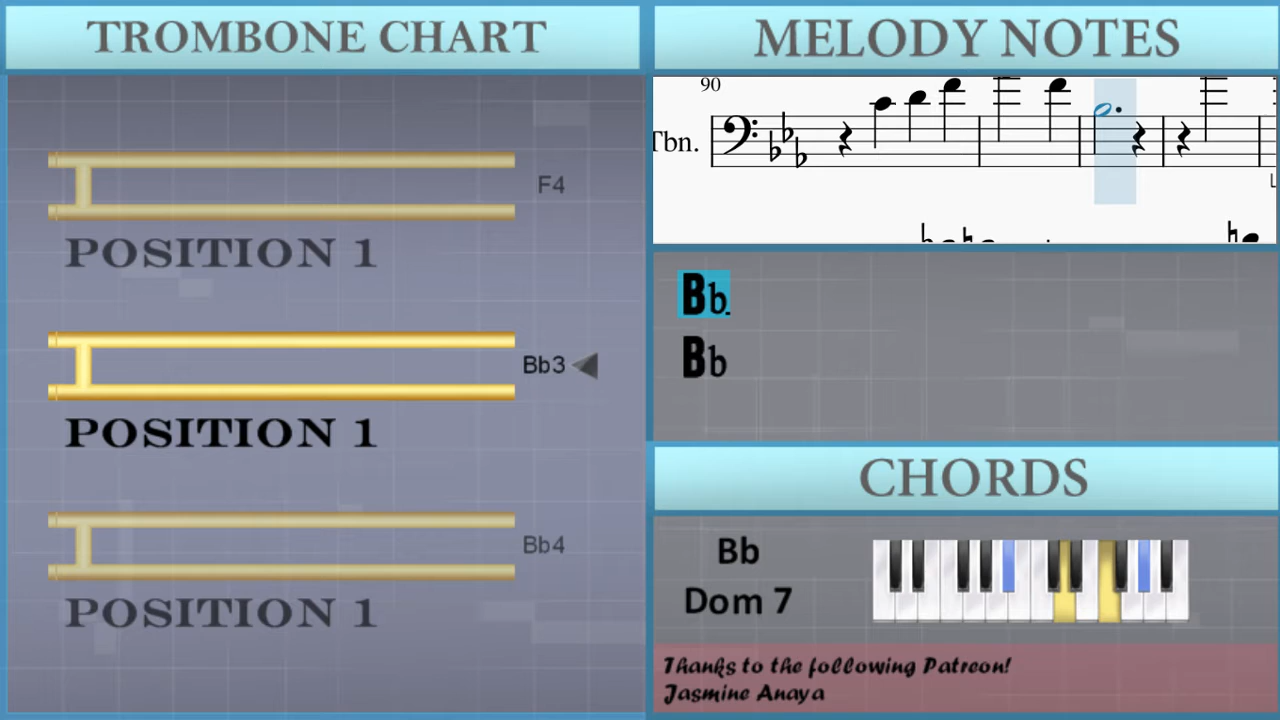 TROMBONE CHART
F4
POSITION 1
Bb3
POSITION 1
Bb4
POSITION 1
MELODY NOTES
90
Tbn.
Bb
Bb
CHORDS
Bb
Dom 7
Thanks to the following Patreon!
Jasmine Anaya